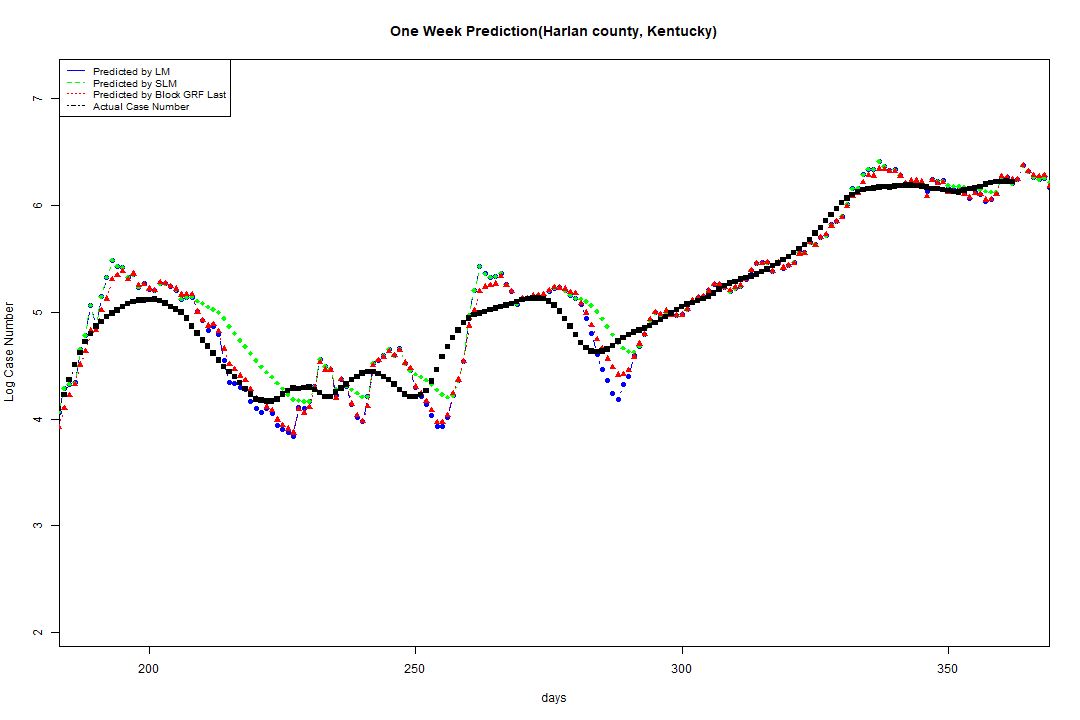 One Week Prediction(Harlan county, Kentucky)
Predicted by LM
Predicted by SLM
Predicted by Block GRF Last
Actual Case Number
7
6
5
4
3
2
Log Case Number
200 250 300 350
days